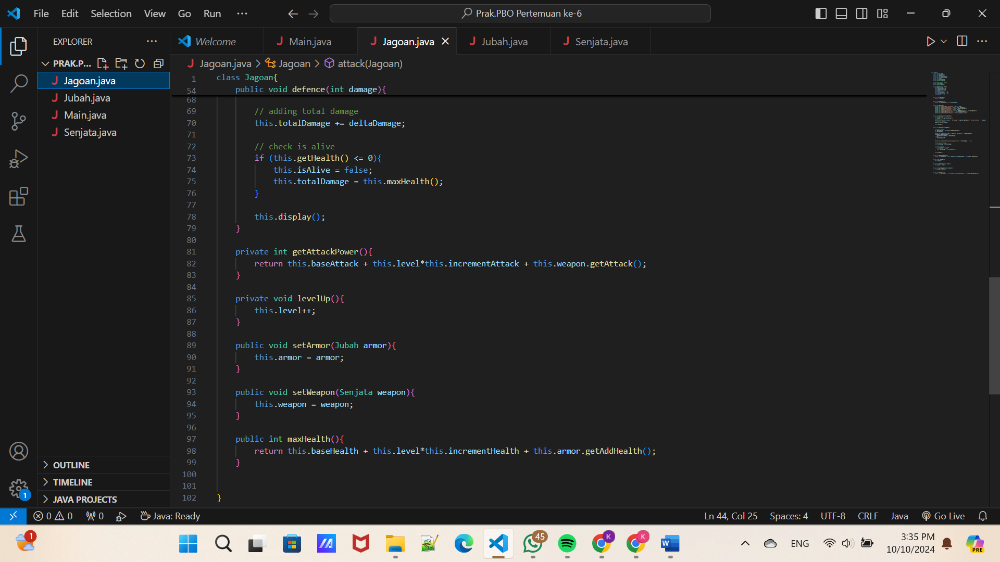 File Edit Selection View Go Run ···
Prak.PBO Pertemuan ke-6
EXPLORER ···
PRAK.P...
Jagoan.java
Jubah.java
Main.java
Senjata.java
OUTLINE
TIMELINE
JAVA PROJECTS
Welcome Main.java Jagoan.java Jubah.java Senjata.java
Jagoan.java > Jagoan > attack(Jagoan)
1 class Jagoan{
54 public void defence(int damage){
68
69 // adding total damage
70 this.totalDamage += deltaDamage;
71
72 // check is alive
73 if (this.getHealth() <= 0){
74 this.isAlive = false;
75 this.totalDamage = this.maxHealth();
76 }
77
78 this.display();
79 }
80
81 private int getAttackPower(){
82 return this.baseAttack + this.level*this.incrementAttack + this.weapon.getAttack();
83 }
84
85 private void levelUp(){
86 this.level++;
87 }
88
89 public void setArmor(Jubah armor){
90 this.armor = armor;
91 }
92
93 public void setWeapon(Senjata weapon){
94 this.weapon = weapon;
95 }
96
97 public int maxHealth(){
98 return this.baseHealth + this.level*this.incrementHealth + this.armor.getAddHealth();
99 }
100
101
102 }
1
0 0 0 Java: Ready Ln 44, Col 25 Spaces: 4 UTF-8 CRLF Java Go Live
1 45 K K W ENG 3:35 PM
10/10/2024
PRE